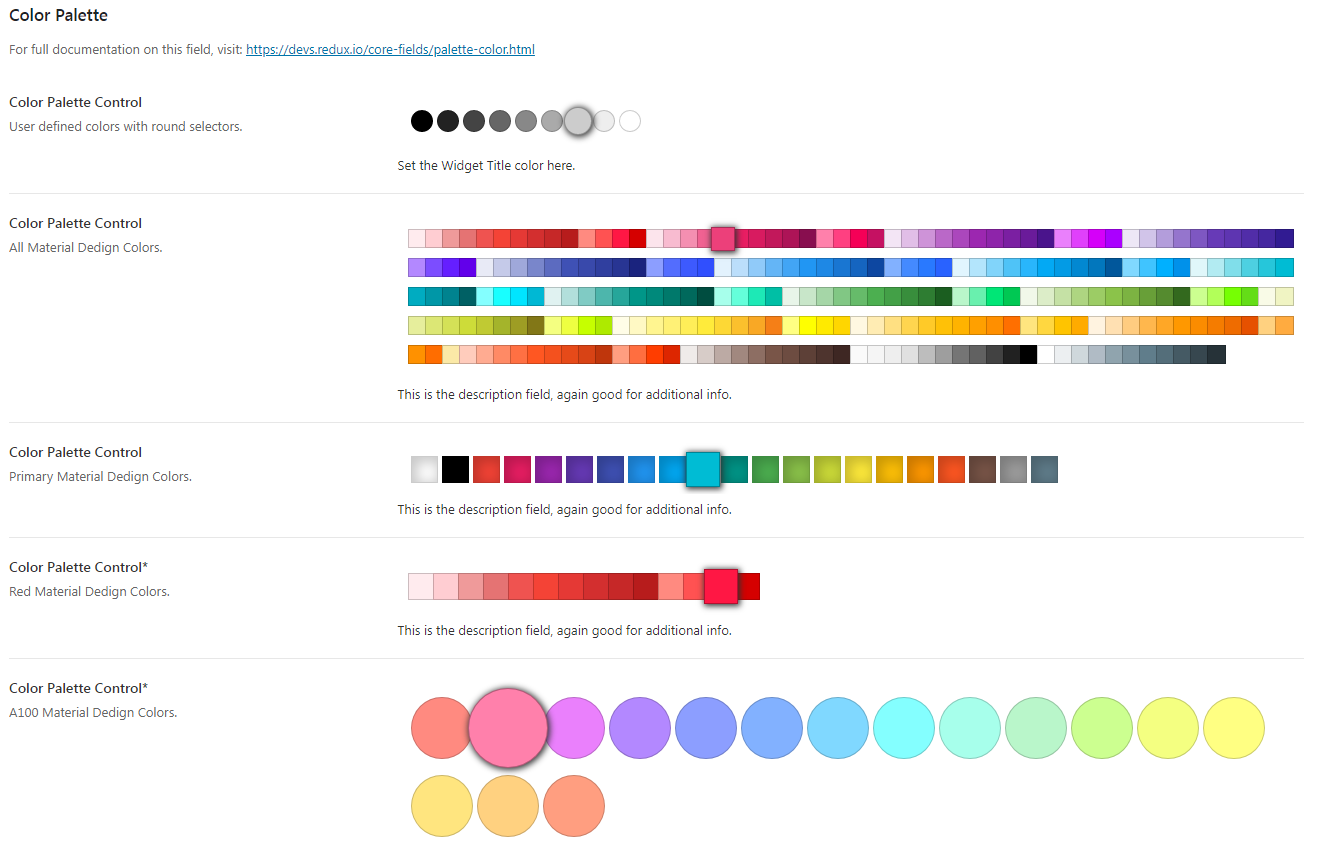 Color Palette
For full documentation on this field, visit: https://devs.redux.io/core-fields/palette-color.html
Color Palette Control
User defined colors with round selectors.
Set the Widget Title color here.
Color Palette Control
All Material Dedign Colors.
This is the description field, again good for additional info.
Color Palette Control
Primary Material Dedign Colors.
This is the description field, again good for additional info.
Color Palette Control*
Red Material Dedign Colors.
This is the description field, again good for additional info.
Color Palette Control*
A100 Material Dedign Colors.